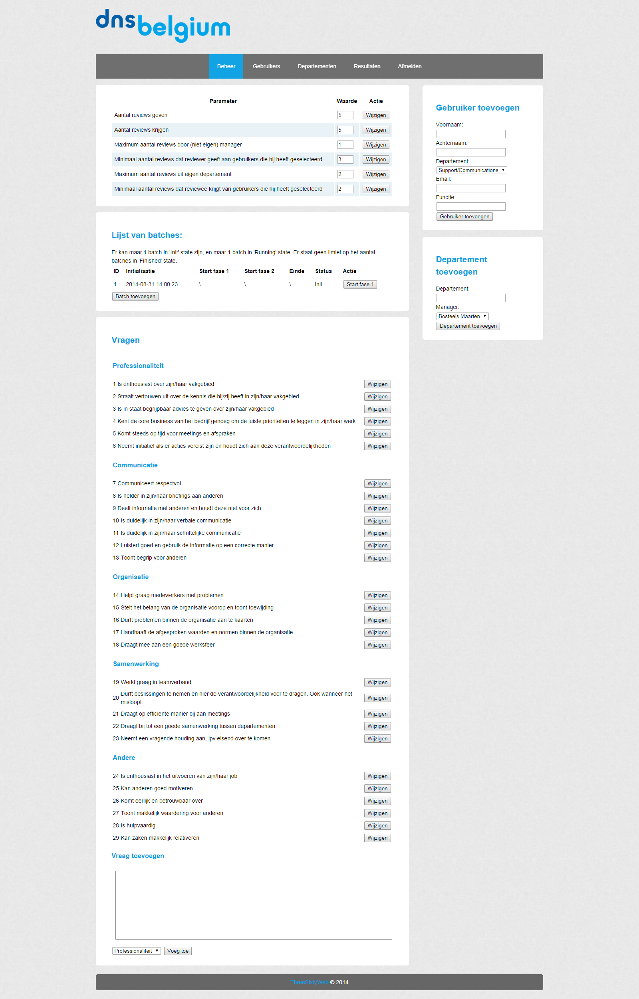 dnsbelgium
Beheer Gebruikers Departementen Resultaten Afmelden
Parameter Waarde Actie
Aantal reviews geven 5 Wijzigen
Aantal reviews krijgen 5 Wijzigen
Maximum aantal reviews door (niet eigen) manager 1 Wijzigen
Minimaal aantal reviews dat reviewer geeft aan gebruikers die hij heeft geselecteerd 3 Wijzigen
Maximum aantal reviews uit eigen departement 2 Wijzigen
Minimaal aantal reviews dat reviewee krijgt van gebruikers die hij heeft geselecteerd 2 Wijzigen
Lijst van batches:
Er kan maar 1 batch in 'Init' state zijn, en maar 1 batch in 'Running' state. Er staat geen limiet op het aantal
batches in 'Finished' state.
ID Initialisatie Start fase 1 Start fase 2 Einde Status Actie
1 2014-08-31 14:00:23 \ \ \ Init Start fase 1
Batch toevoegen
Vragen
Professionaliteit
1 Is enthousiast over zijn/haar vakgebied Wijzigen
2 Straalt vertouwen uit over de kennis die hij/zij heeft in zijn/haar vakgebied Wijzigen
3 Is in staat begrijpbaar advies te geven over zijn/haar vakgebied Wijzigen
4 Kent de core business van het bedrijf genoeg om de juiste prioriteiten te leggen in zijn/haar werk Wijzigen
5 Komt steeds op tijd voor meetings en afspraken Wijzigen
6 Neemt initiatief als er acties vereist zijn en houdt zich aan deze verantwoordelijkheden Wijzigen
Communicatie
7 Communiceert respectvol Wijzigen
8 Is helder in zijn/haar briefings aan anderen Wijzigen
9 Deelt informatie met anderen en houdt deze niet voor zich Wijzigen
10 Is duidelijk in zijn/haar verbale communicatie Wijzigen
11 Is duidelijk in zijn/haar schriftelijke communicatie Wijzigen
12 Luistert goed en gebruik de informatie op een correcte manier Wijzigen
13 Toont begrip voor anderen Wijzigen
Organisatie
14 Helpt graag medewerkers met problemen Wijzigen
15 Stelt het belang van de organisatie voorop en toont toewijding Wijzigen
16 Durft problemen binnen de organisatie aan te kaarten Wijzigen
17 Handhaaft de afgesproken waarden en normen binnen de organisatie Wijzigen
18 Draagt mee aan een goede werksfeer Wijzigen
Samenwerking
19 Werkt graag in teamverband Wijzigen
20 Durft beslissingen te nemen en hier de verantwoordelijkheid voor te dragen. Ook wanneer het
misloopt. Wijzigen
21 Draagt op efficiente manier bij aan meetings Wijzigen
22 Draagt bij tot een goede samenwerking tussen departementen Wijzigen
23 Neemt een vragende houding aan, ipv eisend over te komen Wijzigen
Andere
24 Is enthousiast in het uitvoeren van zijn/haar job Wijzigen
25 Kan anderen goed motiveren Wijzigen
26 Komt eerlijk en betrouwbaar over Wijzigen
27 Toont makkelijk waardering voor anderen Wijzigen
28 Is hulpvaardig Wijzigen
29 Kan zaken makkelijk relativeren Wijzigen
Vraag toevoegen
Professionaliteit Voeg toe
Gebruiker toevoegen
Voornaam:
Achternaam:
Departement:
Support/Communications
Email:
Functie:
Gebruiker toevoegen
Departement
toevoegen
Departement:
Manager:
Bosteels Maarten
Departement toevoegen
ThreeSixtyWeb © 2014